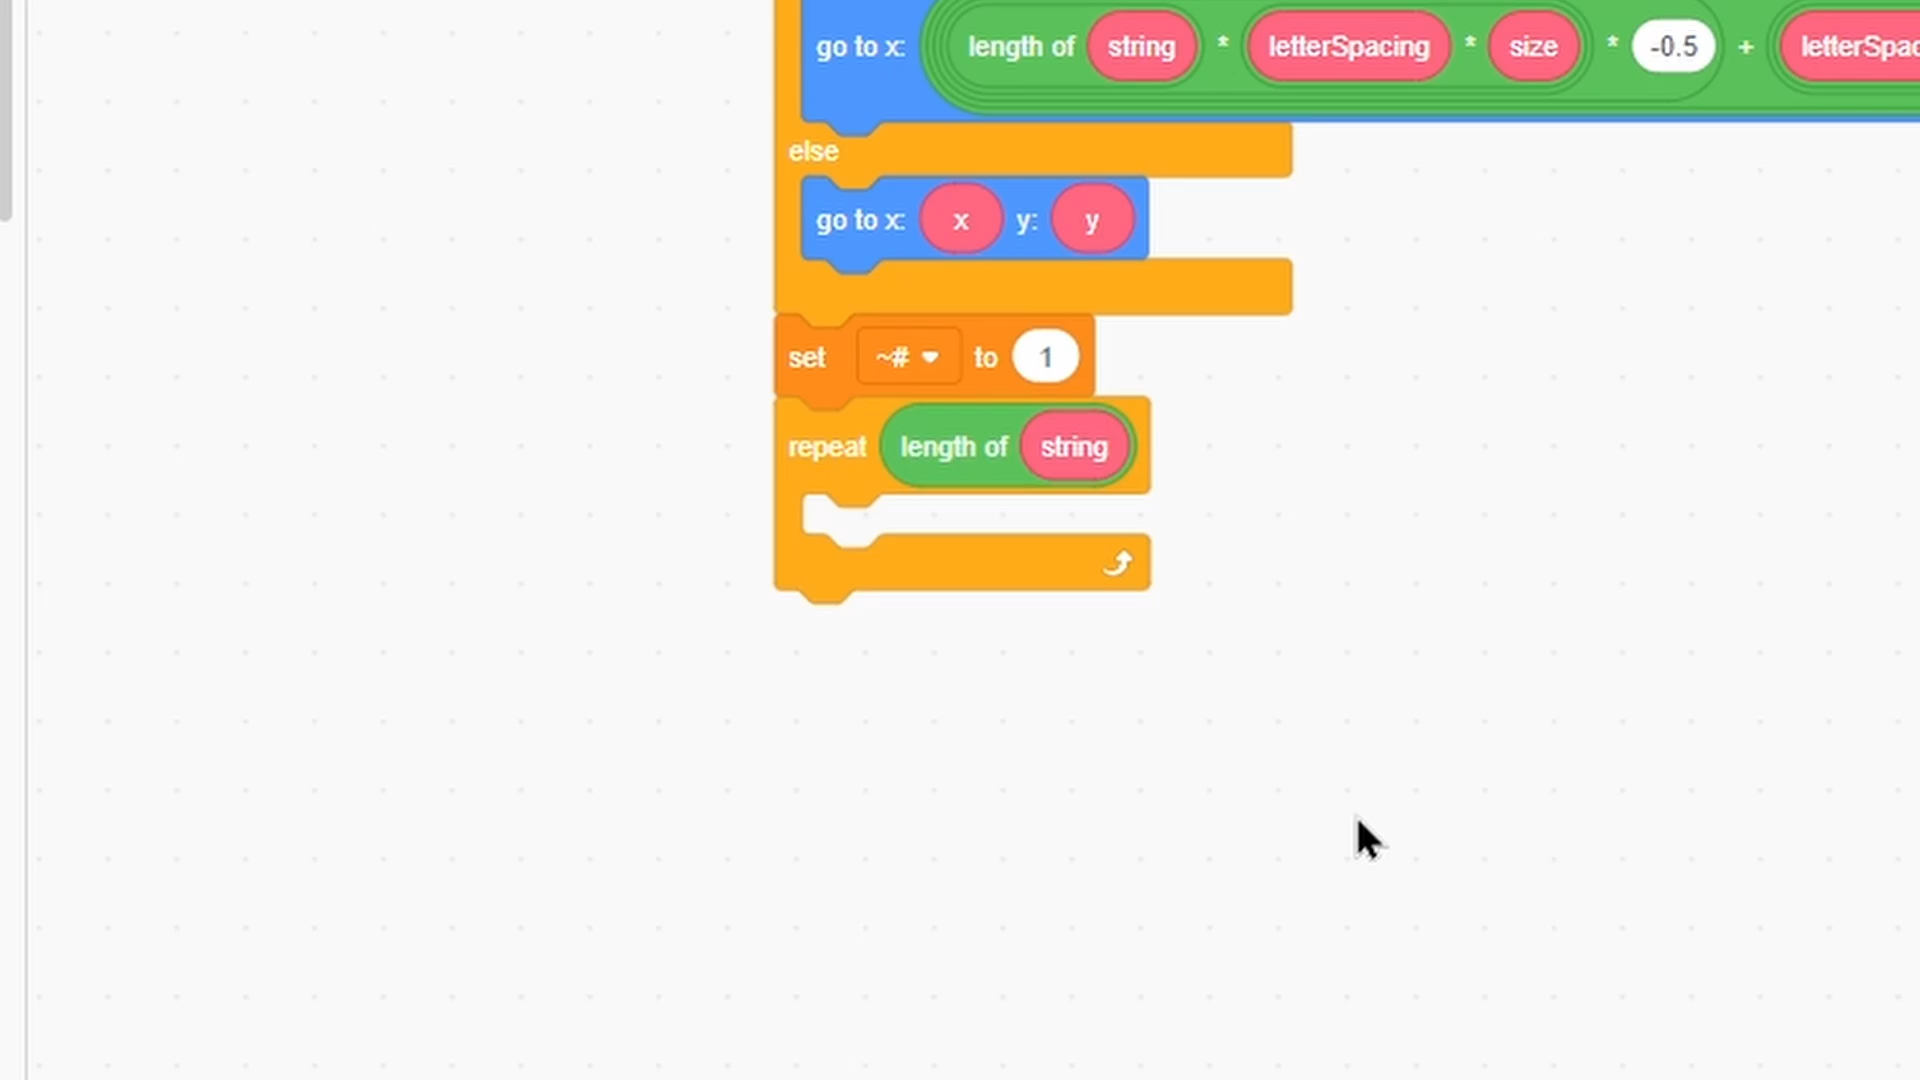 go to x: length of string * letterSpacing * size * -0.5 +
else
go to x: x y: y
set ~# to 1
repeat length of string